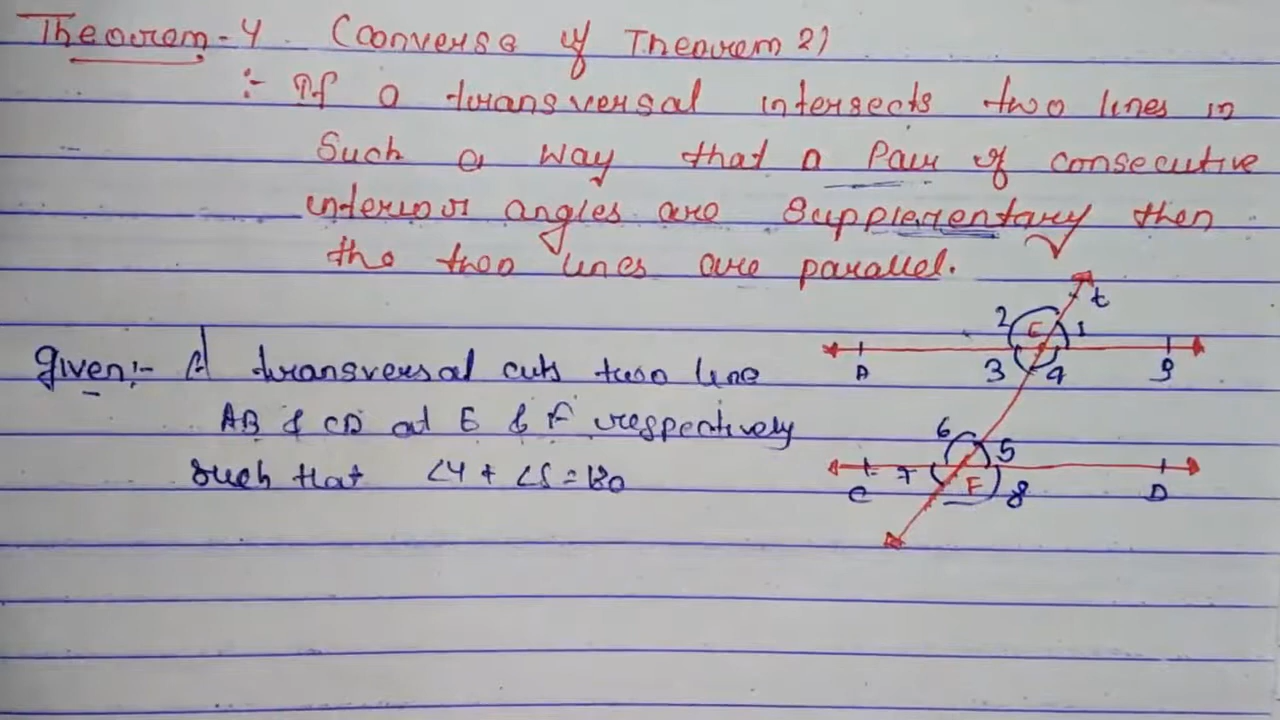 Theorem-4 (Converse of Theorem 2)
:- If a transversal intersects two lines in
Such a way that a Pair of consecutive
interior angles are Supplementary then
the two lines are parallel.
t
2 E 1
A 3 4 B
Given:- A transversal cuts two line
AB & CD at E & F respectively
such that ∠4 + ∠5 = 180
6 5
C 7 F 8 D